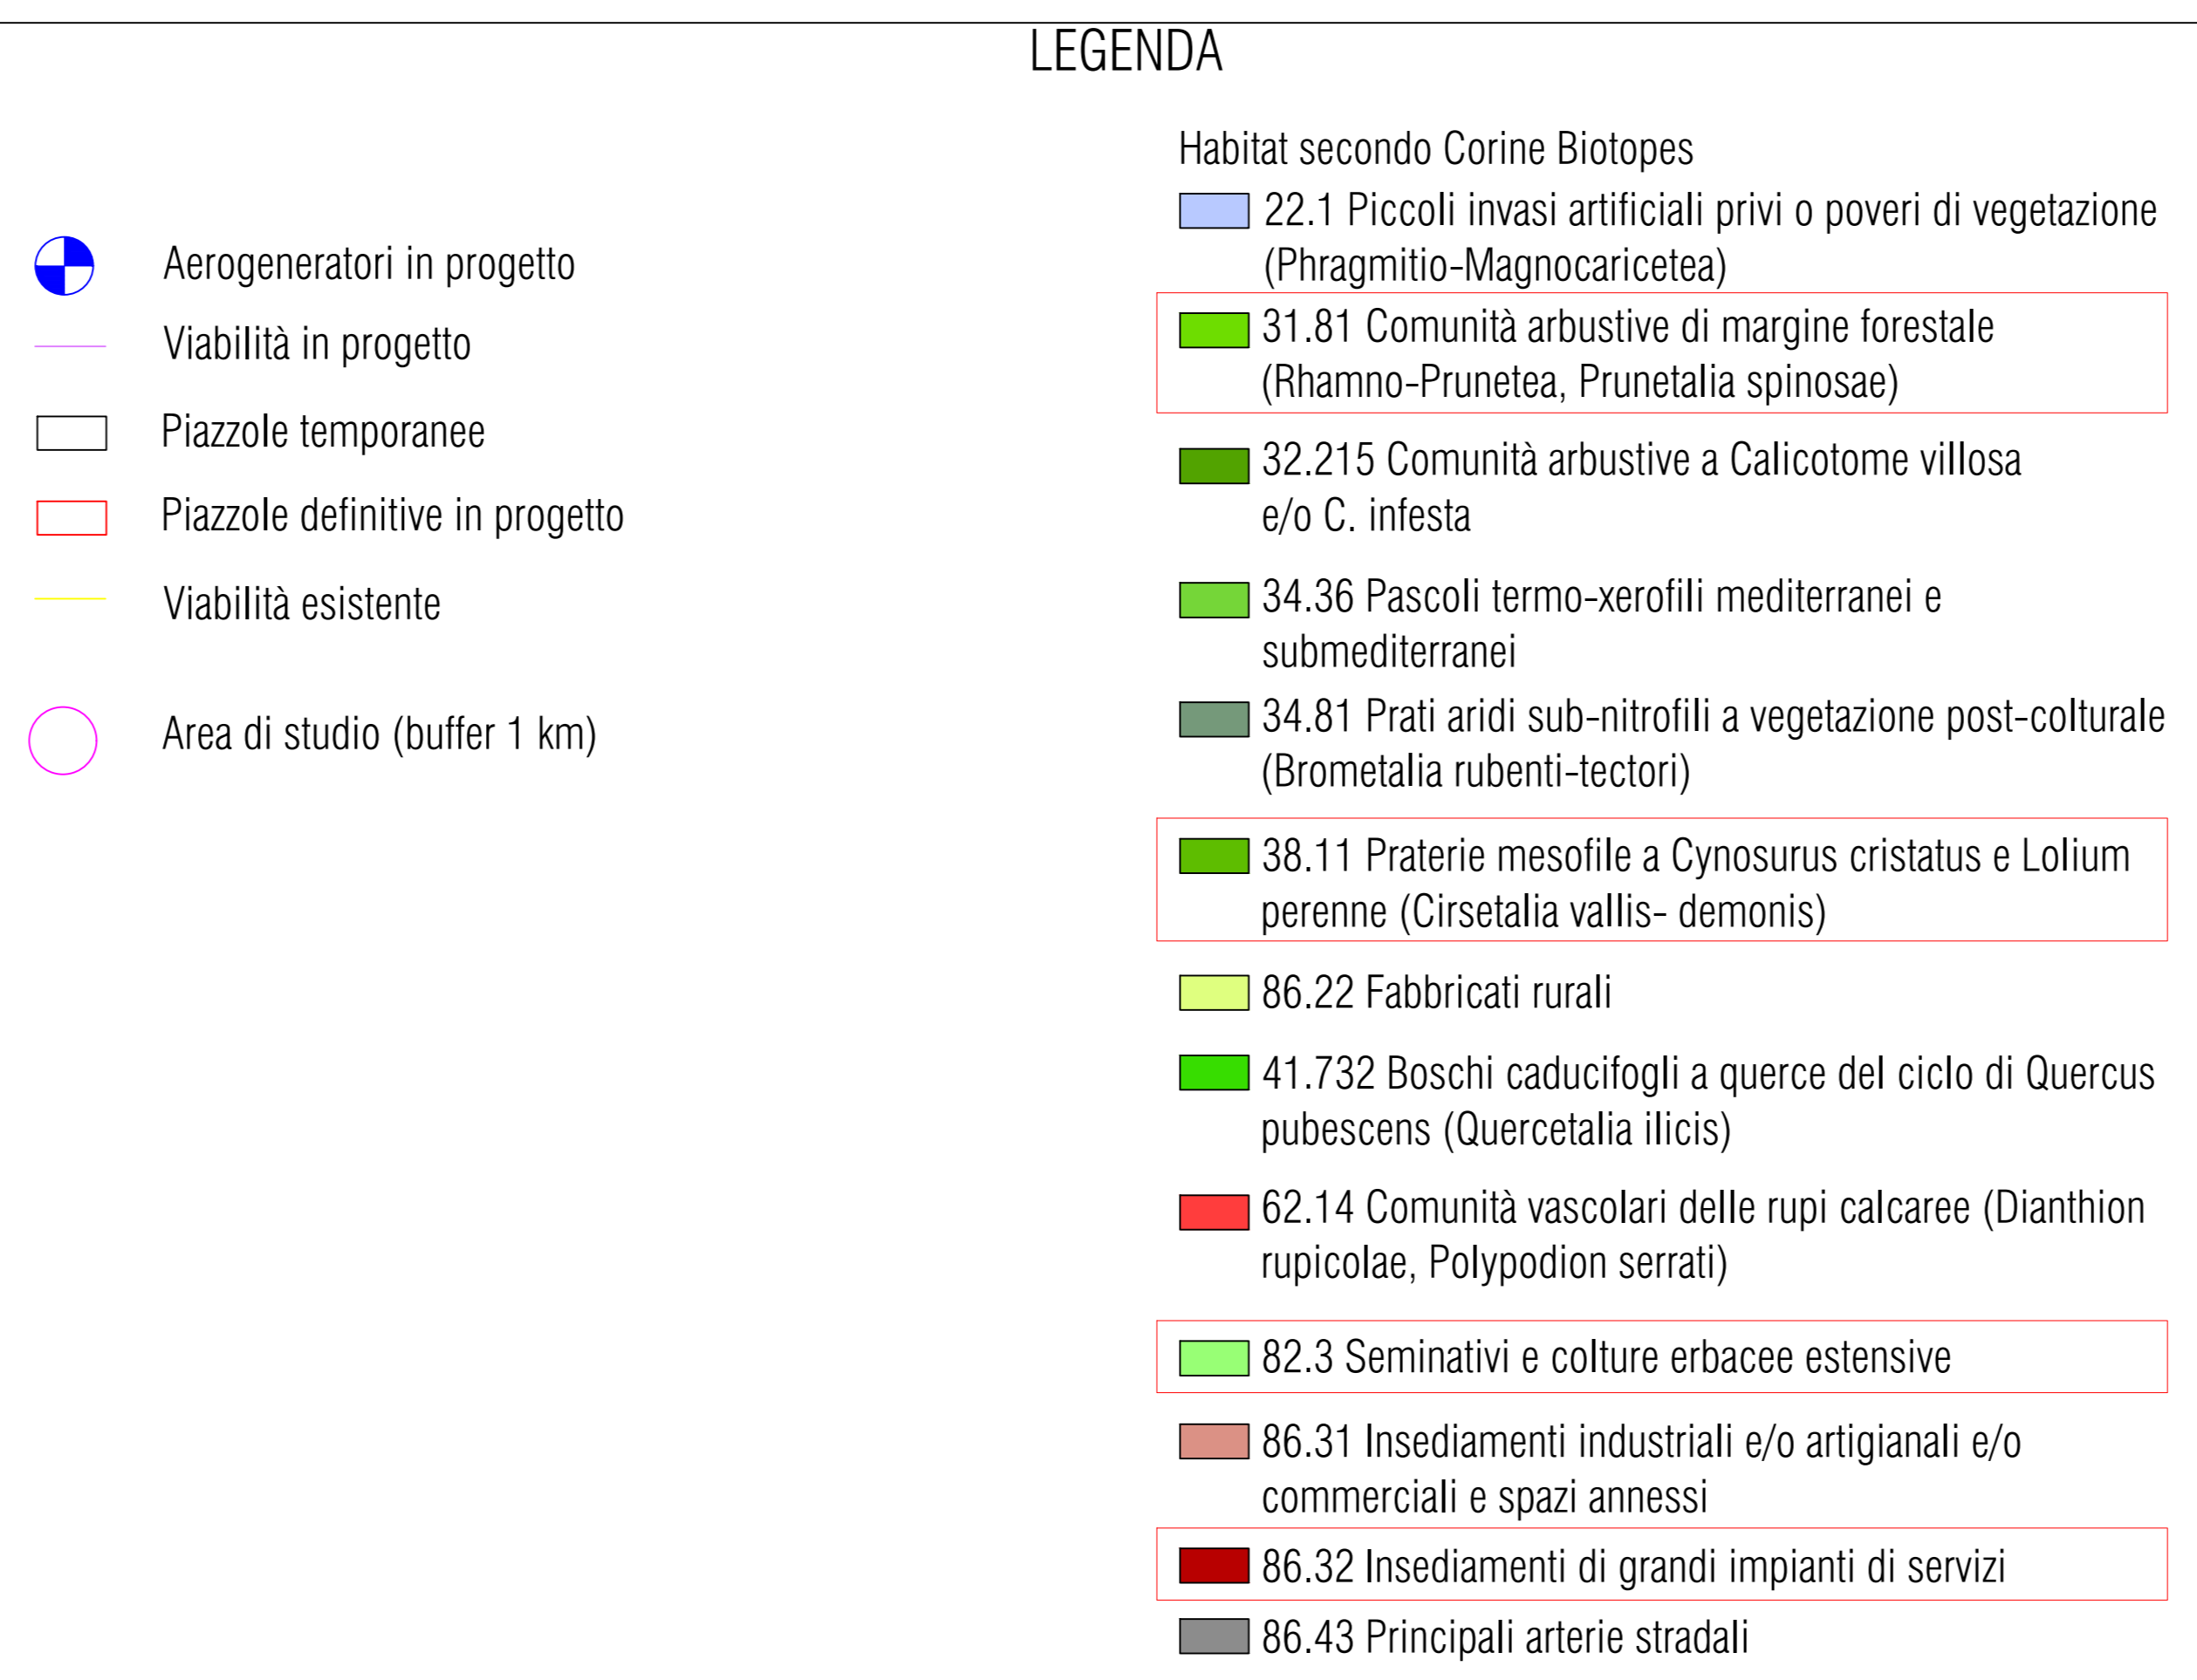 LEGENDA
Aerogeneratori in progetto
Viabilità in progetto
Piazzole temporanee
Piazzole definitive in progetto
Viabilità esistente
Area di studio (buffer 1 km)
Habitat secondo Corine Biotopes
22.1 Piccoli invasi artificiali privi o poveri di vegetazione
(Phragmitio-Magnocaricetea)
31.81 Comunità arbustive di margine forestale
(Rhamno-Prunetea, Prunetalia spinosae)
32.215 Comunità arbustive a Calicotome villosa
e/o C. infesta
34.36 Pascoli termo-xerofili mediterranei e
submediterranei
34.81 Prati aridi sub-nitrofili a vegetazione post-colturale
(Brometalia rubenti-tectori)
38.11 Praterie mesofile a Cynosurus cristatus e Lolium
perenne (Cirsetalia vallis- demonis)
86.22 Fabbricati rurali
41.732 Boschi caducifogli a querce del ciclo di Quercus
pubescens (Quercetalia ilicis)
62.14 Comunità vascolari delle rupi calcaree (Dianthion
rupicolae, Polypodion serrati)
82.3 Seminativi e colture erbacee estensive
86.31 Insediamenti industriali e/o artigianali e/o
commerciali e spazi annessi
86.32 Insediamenti di grandi impianti di servizi
86.43 Principali arterie stradali